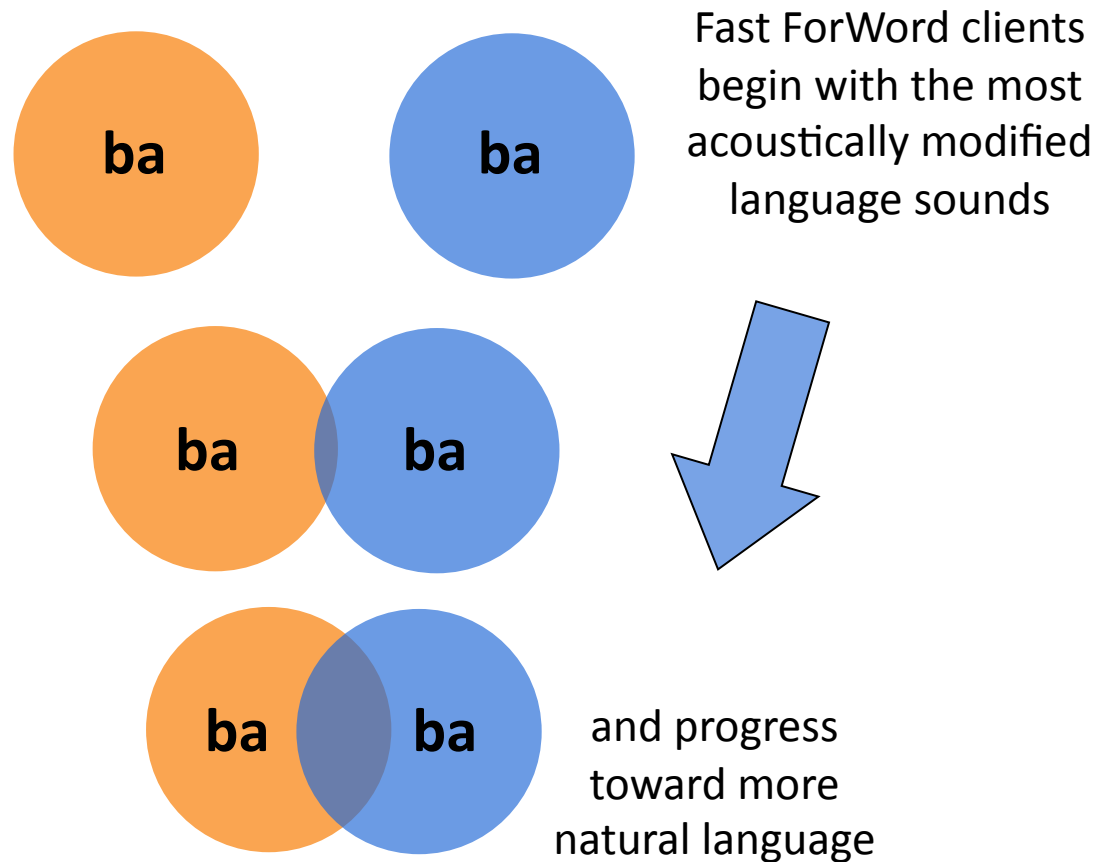 Fast ForWord clients
begin with the most
acoustically modified
language sounds
ba ba
ba ba
ba ba
and progress
toward more
natural language